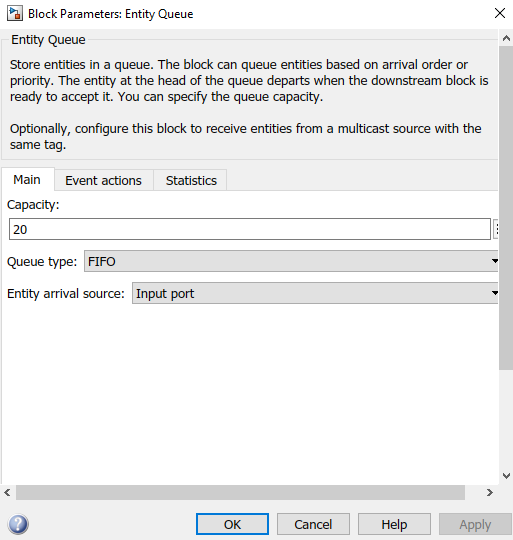 Block Parameters: Entity Queue
Entity Queue
Store entities in a queue. The block can queue entities based on arrival order or
priority. The entity at the head of the queue departs when the downstream block is
ready to accept it. You can specify the queue capacity.
Optionally, configure this block to receive entities from a multicast source with the
same tag.
Main Event actions Statistics
Capacity:
20
Queue type: FIFO
Entity arrival source: Input port
? OK Cancel Help Apply